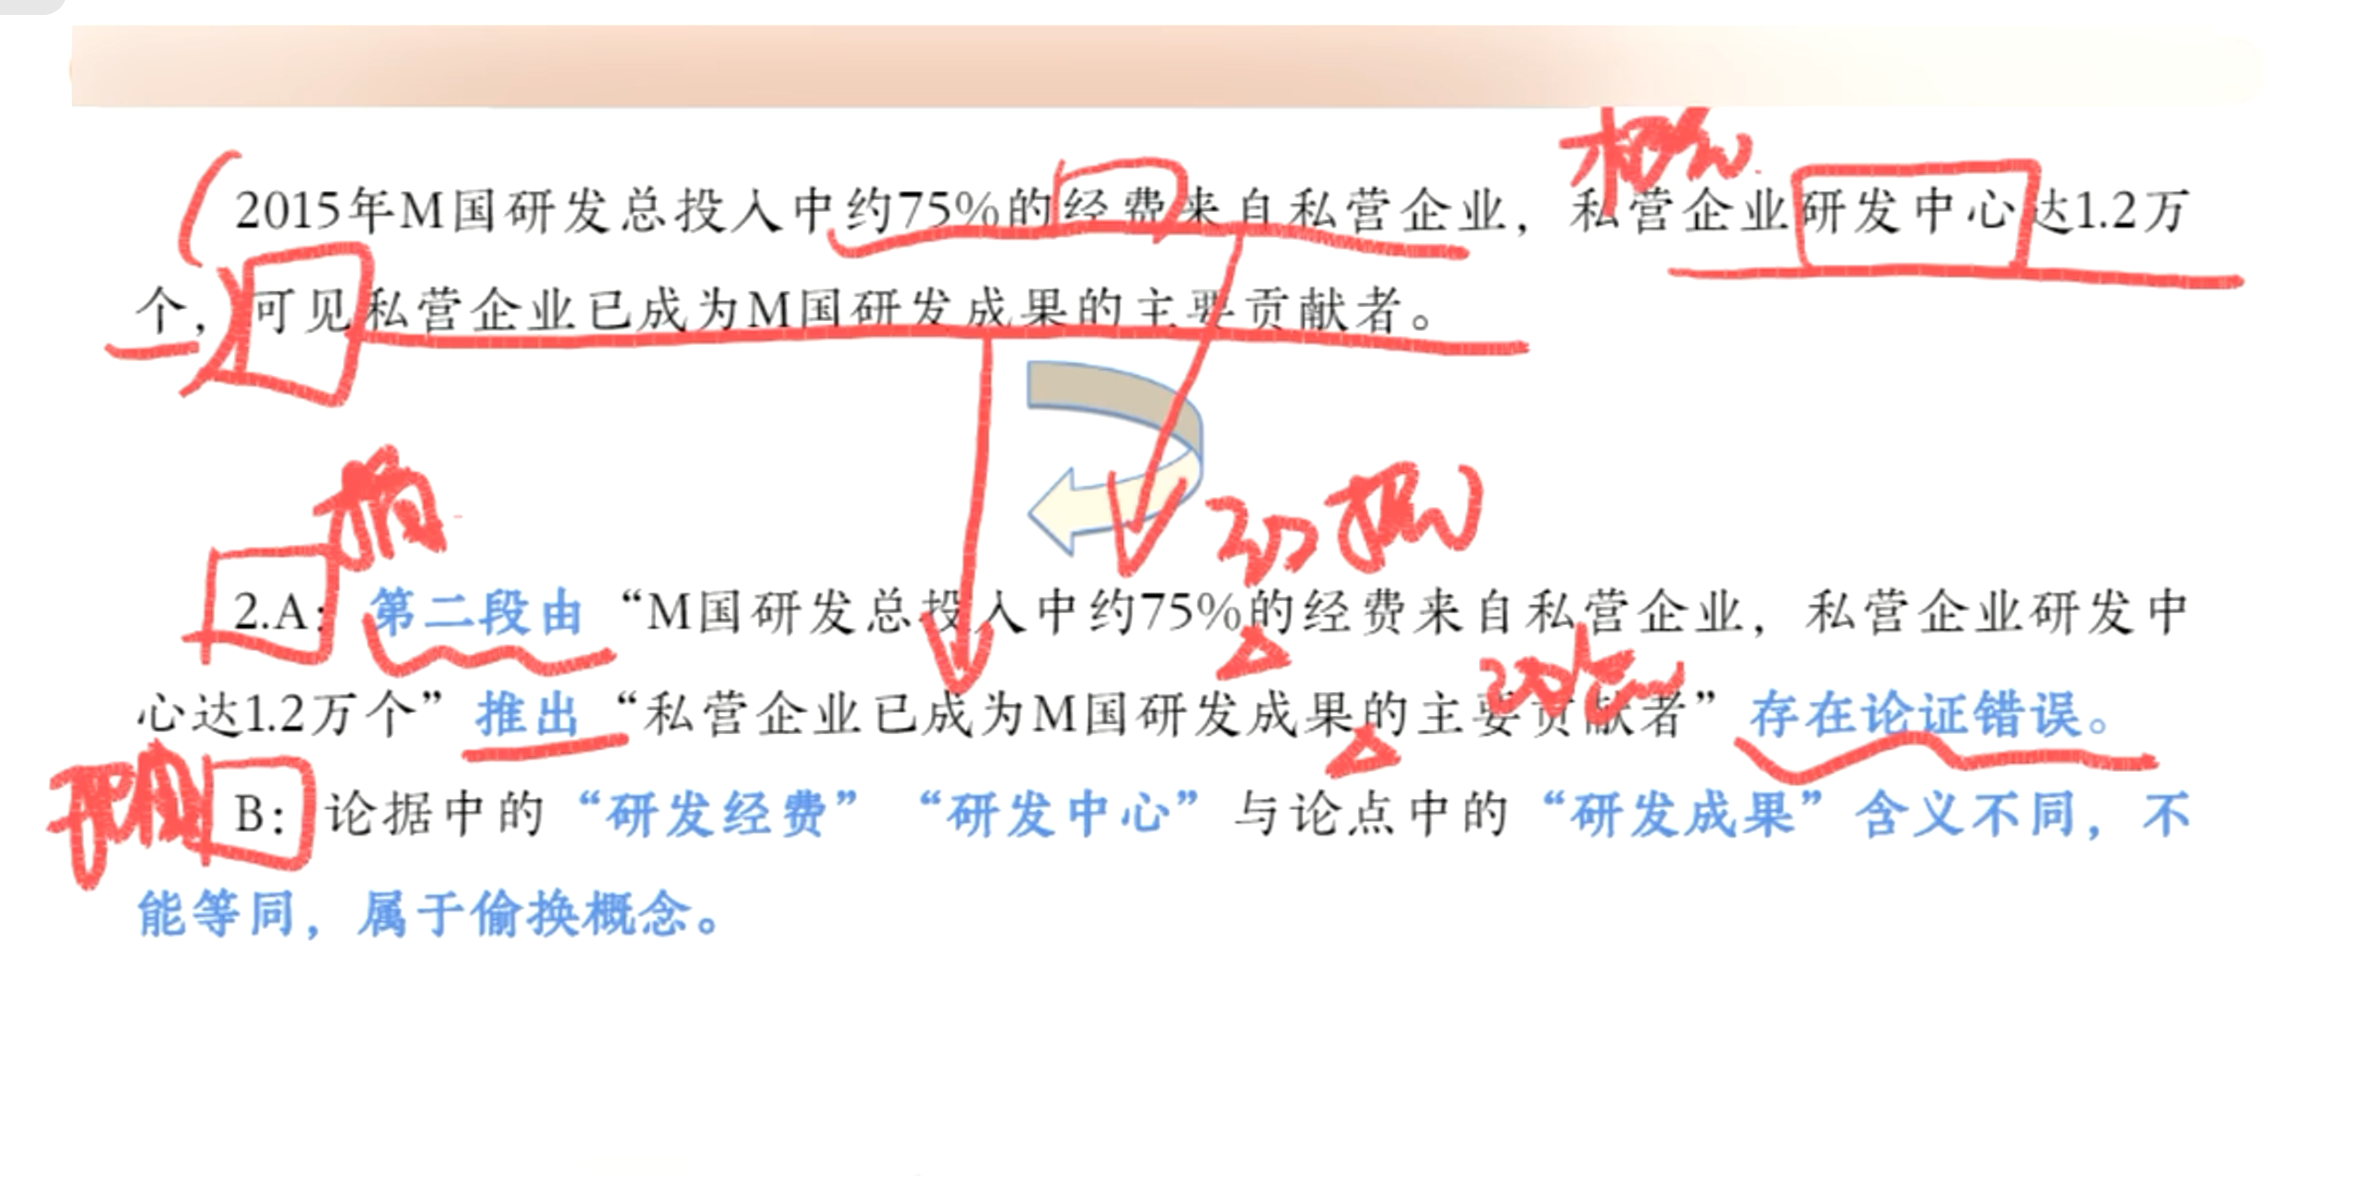 2015年M国研发总投入中约75%的经费来自私营企业，私营企业研发中心达1.2万
个，可见私营企业已成为M国研发成果的主要贡献者。
2.A：第二段由“M国研发总投入中约75%的经费来自私营企业，私营企业研发中
心达1.2万个”推出“私营企业已成为M国研发成果的主要贡献者”存在论证错误。
B：论据中的“研发经费”“研发中心”与论点中的“研发成果”含义不同，不
能等同，属于偷换概念。